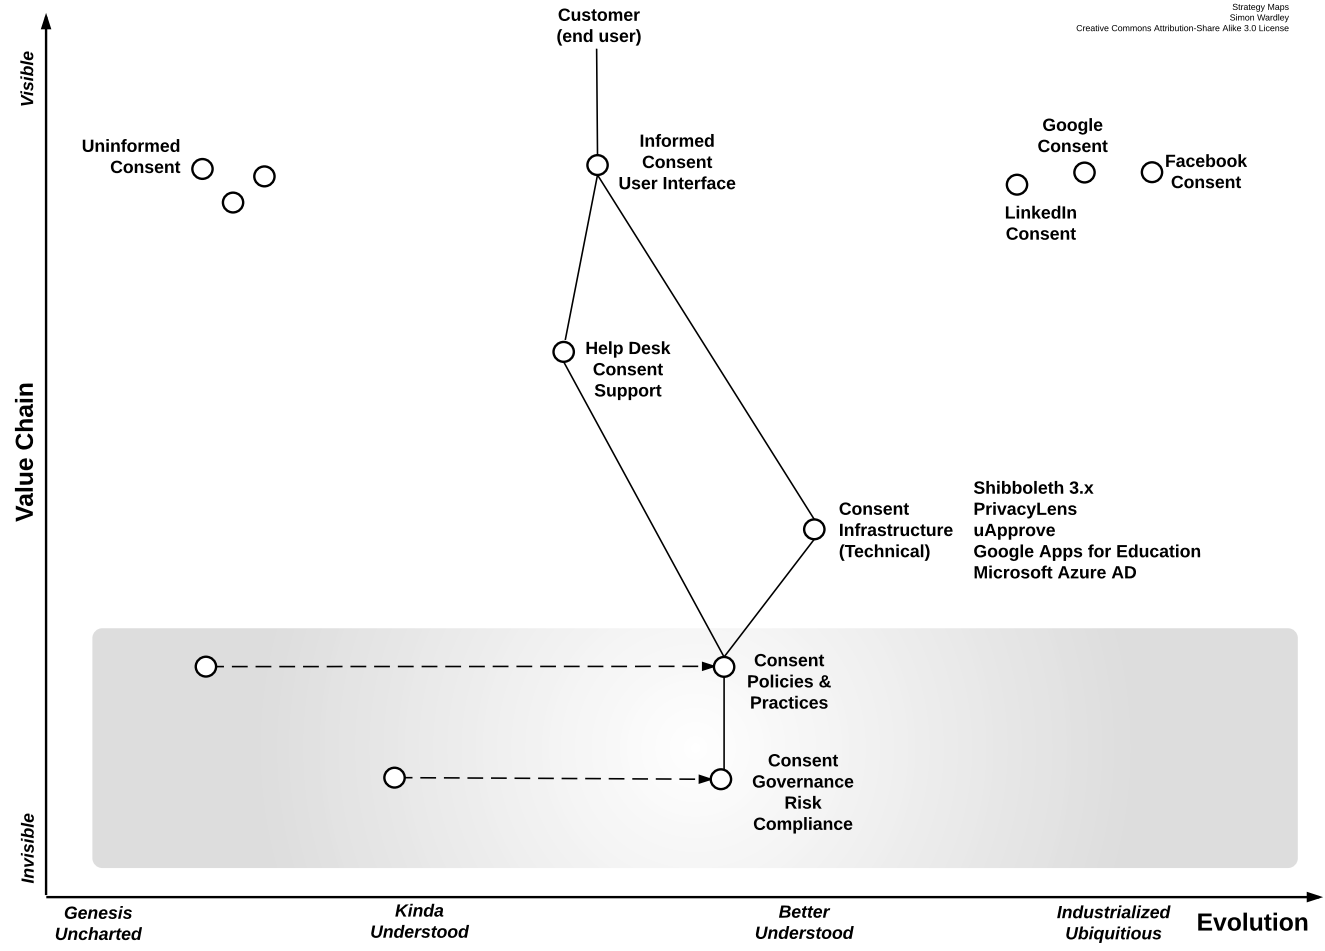 Strategy Maps
Simon Wardley
Creative Commons Attribution-Share Alike 3.0 License
Customer
(end user)
Visible
Uninformed
Consent
Informed
Consent
User Interface
Google
Consent
Facebook
Consent
LinkedIn
Consent
Help Desk
Consent
Support
Value Chain
Consent
Infrastructure
(Technical)
Shibboleth 3.x
PrivacyLens
uApprove
Google Apps for Education
Microsoft Azure AD
Consent
Policies &
Practices
Consent
Governance
Risk
Compliance
Invisible
Genesis
Uncharted
Kinda
Understood
Better
Understood
Industrialized
Ubiquitious
Evolution